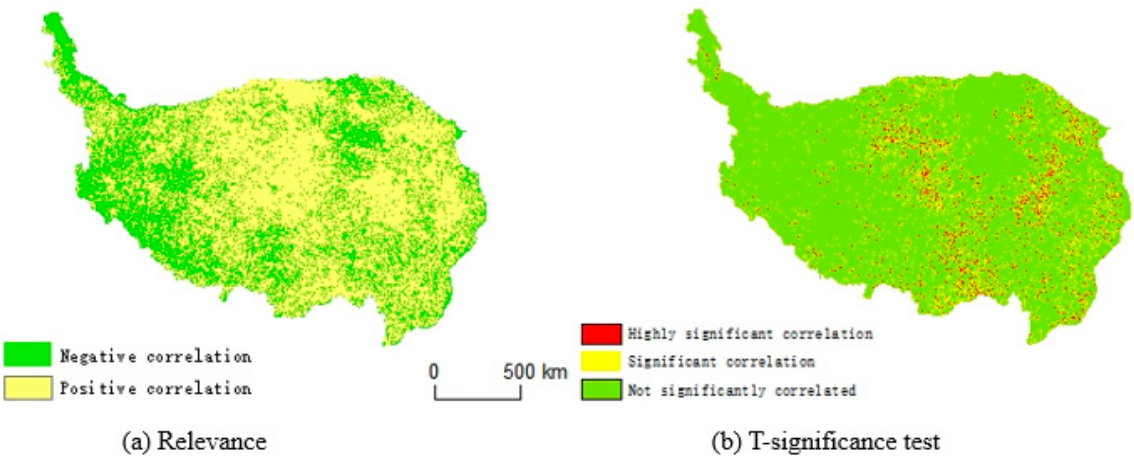 Negative correlation
Positive correlation
0 500 km
Highly significant correlation
Significant correlation
Not significantly correlated
(a) Relevance
(b) T-significance test